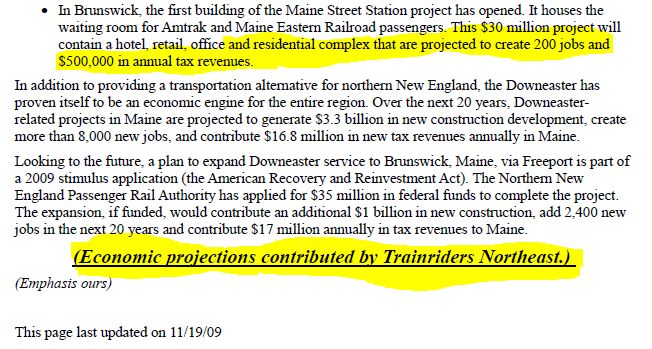 • In Brunswick, the first building of the Maine Street Station project has opened. It houses the
waiting room for Amtrak and Maine Eastern Railroad passengers. This $30 million project will
contain a hotel, retail, office and residential complex that are projected to create 200 jobs and
$500,000 in annual tax revenues.
In addition to providing a transportation alternative for northern New England, the Downeaster has
proven itself to be an economic engine for the entire region. Over the next 20 years, Downeaster-
related projects in Maine are projected to generate $3.3 billion in new construction development, create
more than 8,000 new jobs, and contribute $16.8 million in new tax revenues annually in Maine.
Looking to the future, a plan to expand Downeaster service to Brunswick, Maine, via Freeport is part of
a 2009 stimulus application (the American Recovery and Reinvestment Act). The Northern New
England Passenger Rail Authority has applied for $35 million in federal funds to complete the project.
The expansion, if funded, would contribute an additional $1 billion in new construction, add 2,400 new
jobs in the next 20 years and contribute $17 million annually in tax revenues to Maine.
(Economic projections contributed by Trainriders Northeast.)
(Emphasis ours)
This page last updated on 11/19/09